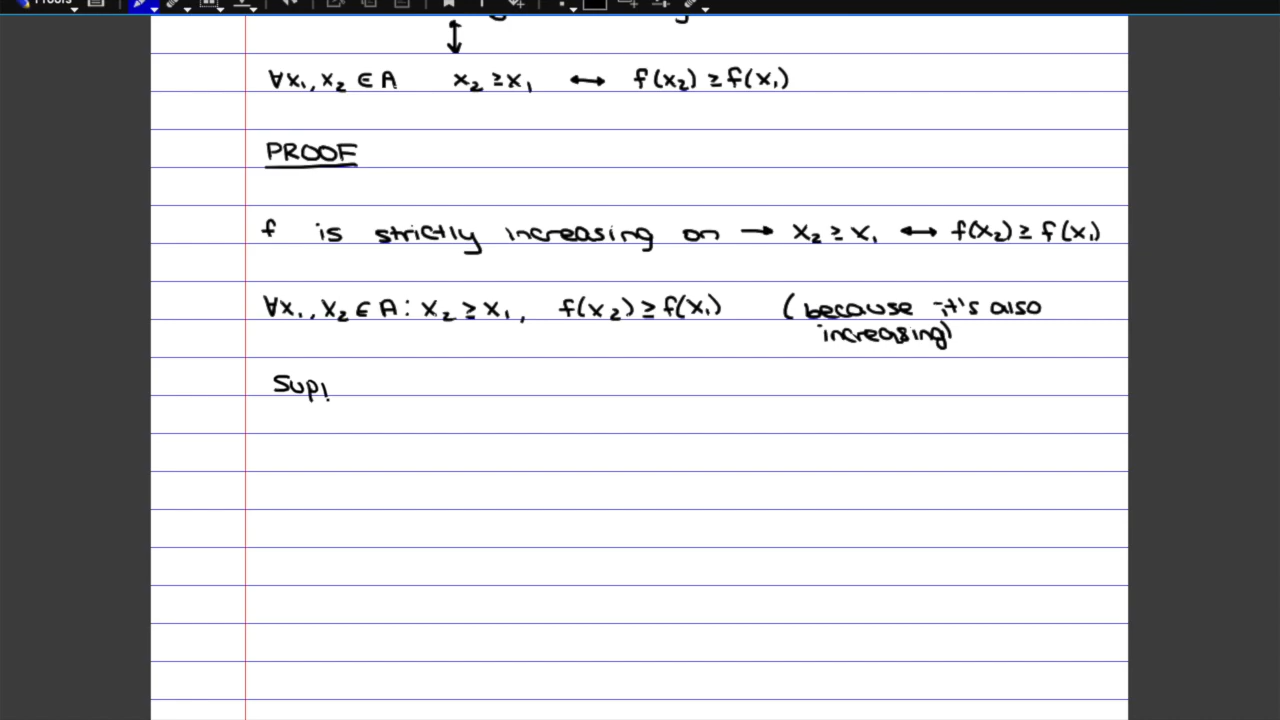 ∀x₁, x₂ ∈ A x₂ ≥ x₁ ↔ f(x₂) ≥ f(x₁)
PROOF
f is strictly increasing on → x₂ ≥ x₁ ↔ f(x₂) ≥ f(x₁)
∀x₁, x₂ ∈ A : x₂ ≥ x₁, f(x₂) ≥ f(x₁) (because it's also
increasing)
Sup